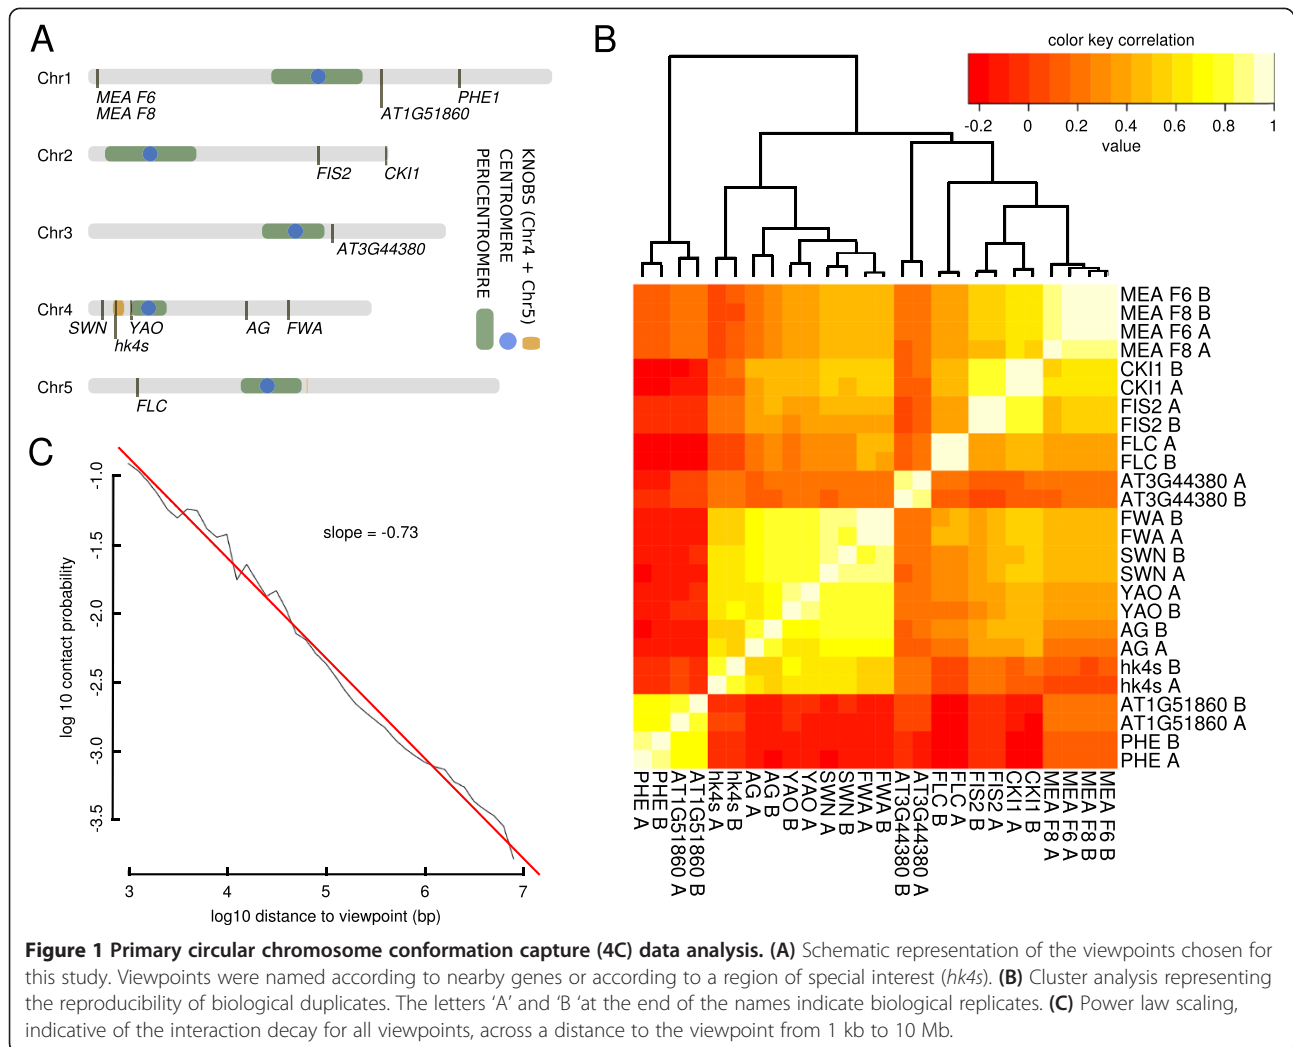 A
Chr1
MEA F6
MEA F8
AT1G51860
PHE1
Chr2
FIS2
CKI1
Chr3
AT3G44380
Chr4
SWN
hk4s
YAO
AG
FWA
Chr5
FLC
PERICENTROMERE
CENTROMERE
KNOBS (Chr4 + Chr5)
B
color key correlation
-0.2 0 0.2 0.4 0.6 0.8 1
value
MEA F6 B
MEA F8 B
MEA F6 A
MEA F8 A
CKI1 B
CKI1 A
FIS2 A
FIS2 B
FLC A
FLC B
AT3G44380 A
AT3G44380 B
FWA B
FWA A
SWN B
SWN A
YAO A
YAO B
AG B
AG A
hk4s B
hk4s A
AT1G51860 B
AT1G51860 A
PHE B
PHE A
PHE A
PHE B
AT1G51860 A
AT1G51860 B
hk4s A
hk4s B
AG A
AG B
YAO B
YAO A
SWN A
SWN B
FWA A
FWA B
AT3G44380 B
AT3G44380 A
FLC B
FLC A
FIS2 B
FIS2 A
CKI1 A
CKI1 B
MEA F8 A
MEA F6 A
MEA F8 B
MEA F6 B
C
log 10 contact probability
-1.0
-1.5
-2.0
-2.5
-3.0
-3.5
slope = -0.73
3 4 5 6 7
log10 distance to viewpoint (bp)
Figure 1 Primary circular chromosome conformation capture (4C) data analysis. (A) Schematic representation of the viewpoints chosen for
this study. Viewpoints were named according to nearby genes or according to a region of special interest (hk4s). (B) Cluster analysis representing
the reproducibility of biological duplicates. The letters ‘A’ and ‘B ‘at the end of the names indicate biological replicates. (C) Power law scaling,
indicative of the interaction decay for all viewpoints, across a distance to the viewpoint from 1 kb to 10 Mb.